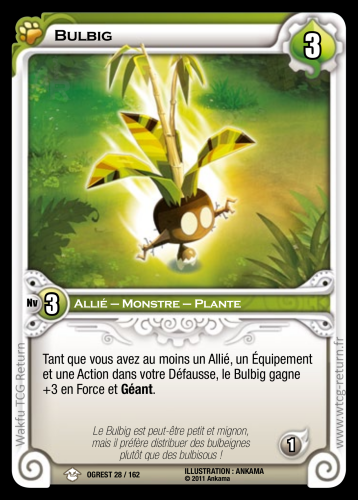 Bulbig
3
Nv 3 Allié – Monstre – Plante
Tant que vous avez au moins un Allié, un Équipement
et une Action dans votre Défausse, le Bulbig gagne
+3 en Force et Géant.
Le Bulbig est peut-être petit et mignon,
mais il préfère distribuer des bulbeignes
plutôt que des bulbisous !
1
OGREST 28 / 162
ILLUSTRATION : ANKAMA
© 2011 Ankama
Wakfu TCG Return
www.wtcg-return.fr